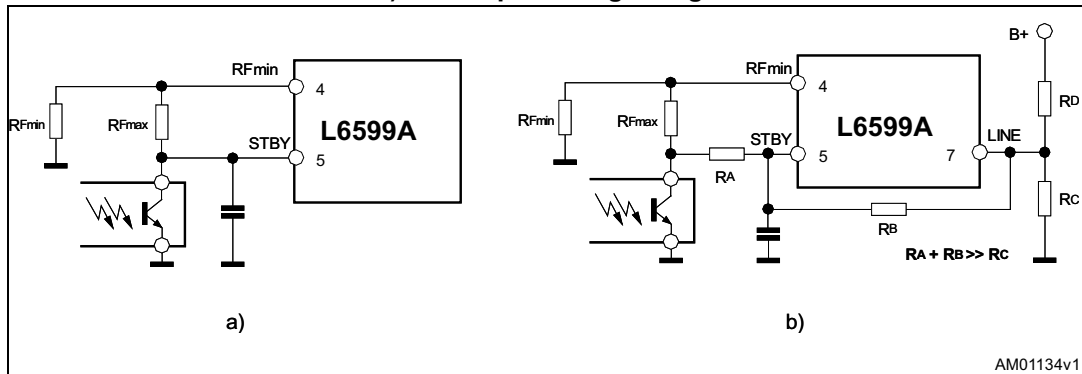 RFmin
4
RFmin
RFmax
L6599A
STBY
5
a)
B+
RFmin
4
RD
RFmin
RFmax
L6599A
STBY
LINE
5
7
RA
RC
RB
RA + RB >> RC
b)
AM01134v1